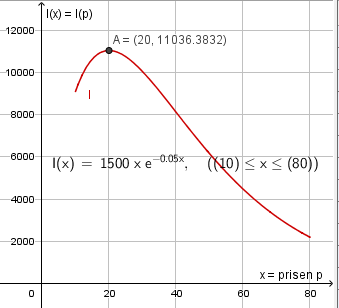 I(x) = I(p)
12000
A = (20, 11036.3832)
10000
I
8000
I(x) = 1500 x e^{-0.05x}, ((10) ≤ x ≤ (80))
6000
4000
2000
x = prisen p
0 20 40 60 80